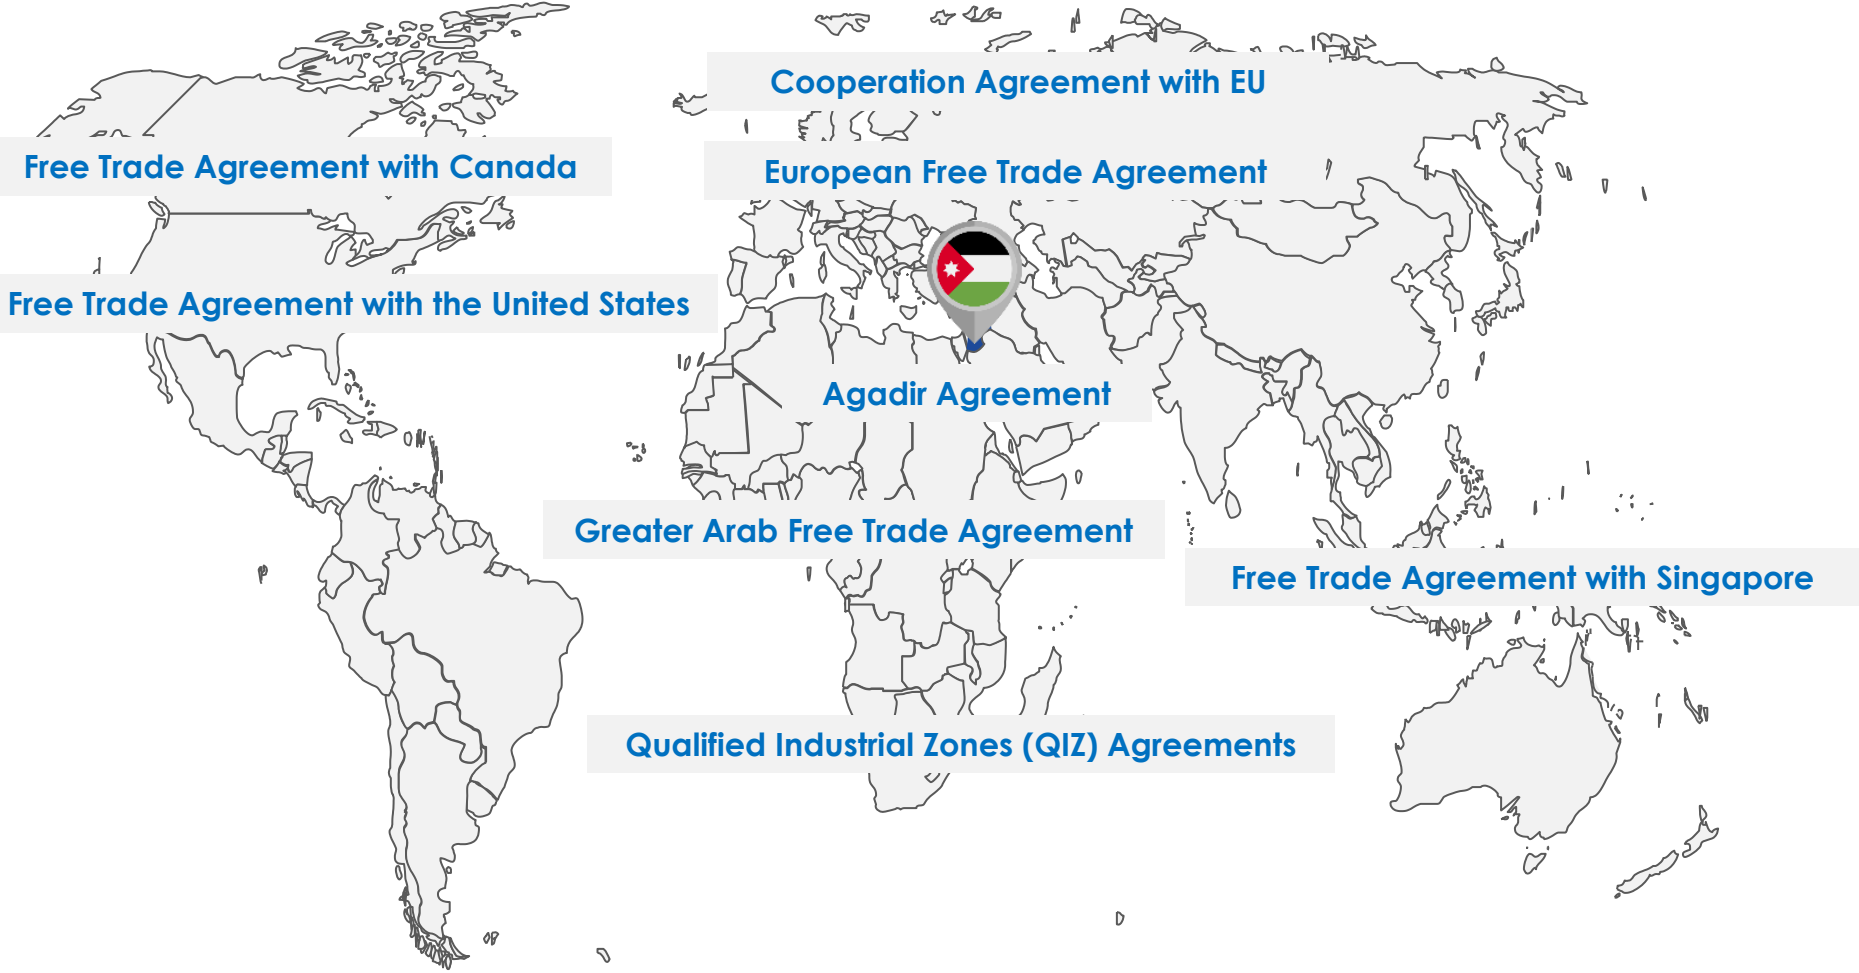 Cooperation Agreement with EU
Free Trade Agreement with Canada
European Free Trade Agreement
Free Trade Agreement with the United States
Agadir Agreement
Greater Arab Free Trade Agreement
Free Trade Agreement with Singapore
Qualified Industrial Zones (QIZ) Agreements